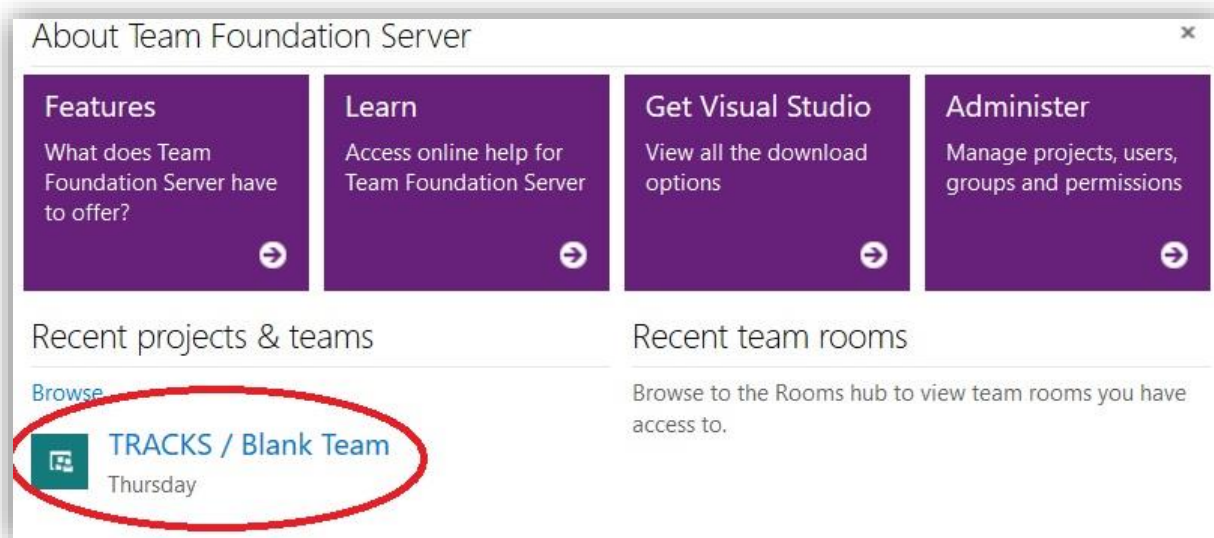 About Team Foundation Server
Features
What does Team
Foundation Server have
to offer?
Learn
Access online help for
Team Foundation Server
Get Visual Studio
View all the download
options
Administer
Manage projects, users,
groups and permissions
Recent projects & teams
Browse
TRACKS / Blank Team
Thursday
Recent team rooms
Browse to the Rooms hub to view team rooms you have
access to.